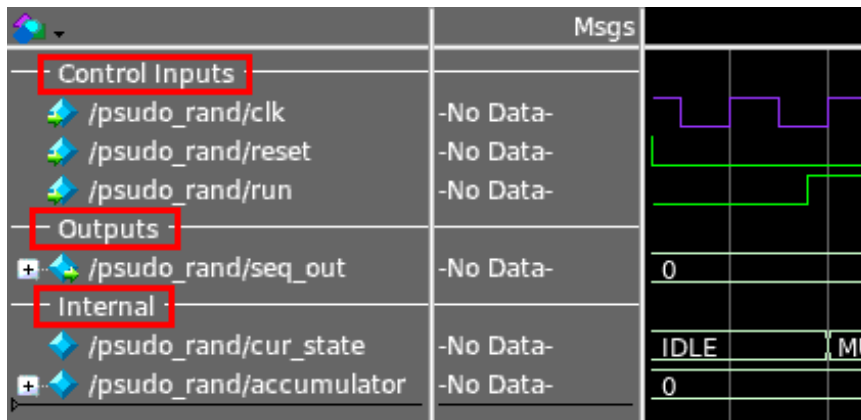 Msgs
Control Inputs
/psudo_rand/clk -No Data-
/psudo_rand/reset -No Data-
/psudo_rand/run -No Data-
Outputs
/psudo_rand/seq_out -No Data- 0
Internal
/psudo_rand/cur_state -No Data- IDLE
/psudo_rand/accumulator -No Data- 0